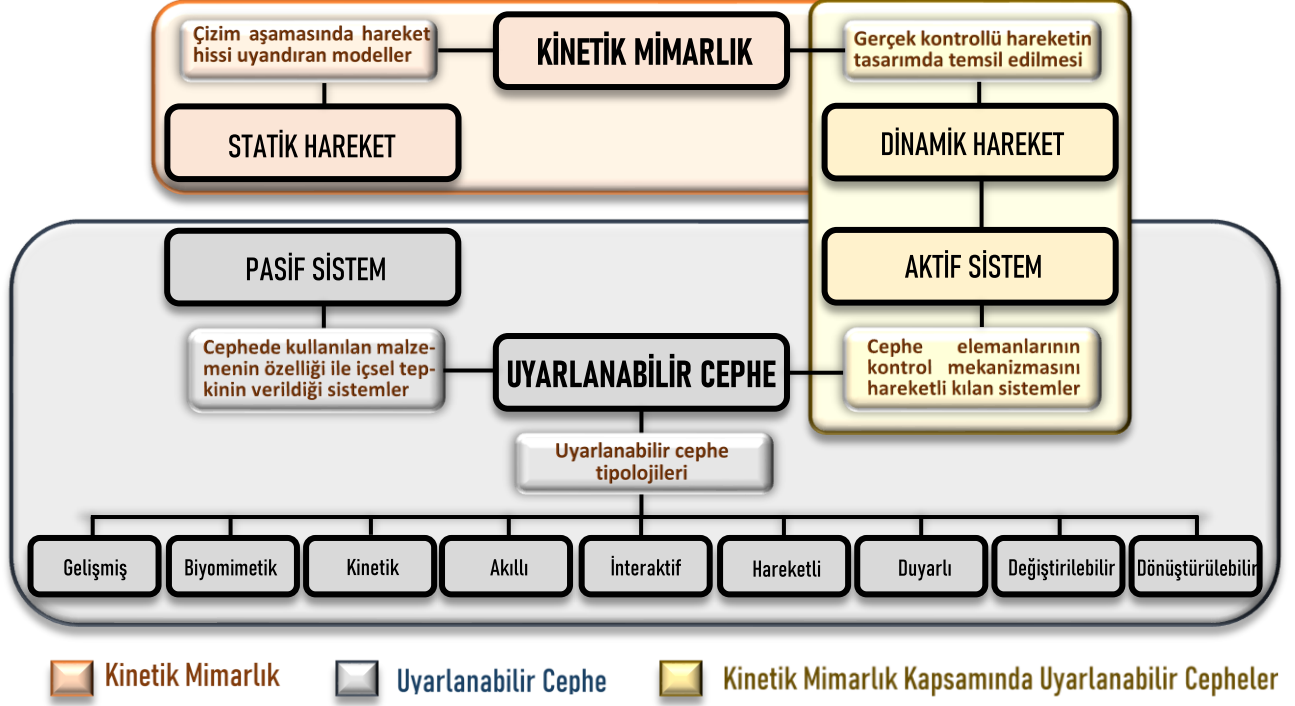 Çizim aşamasında hareket
hissi uyandıran modeller
KİNETİK MİMARLIK
Gerçek kontrollü hareketin
tasarımda temsil edilmesi
STATİK HAREKET
DİNAMİK HAREKET
PASİF SİSTEM
AKTİF SİSTEM
Cephede kullanılan malze-
menin özelliği ile içsel tep-
kinin verildiği sistemler
UYARLANABİLİR CEPHE
Cephe elemanlarının
kontrol mekanizmasını
hareketli kılan sistemler
Uyarlanabilir cephe
tipolojileri
Gelişmiş
Biyomimetik
Kinetik
Akıllı
İnteraktif
Hareketli
Duyarlı
Değiştirilebilir
Dönüştürülebilir
Kinetik Mimarlık
Uyarlanabilir Cephe
Kinetik Mimarlık Kapsamında Uyarlanabilir Cepheler